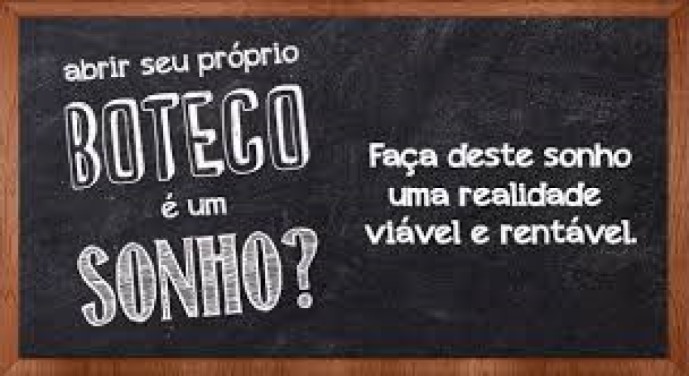 abrir seu próprio
BOTECO
é um
SONHO?
Faça deste sonho
uma realidade
viável e rentável.